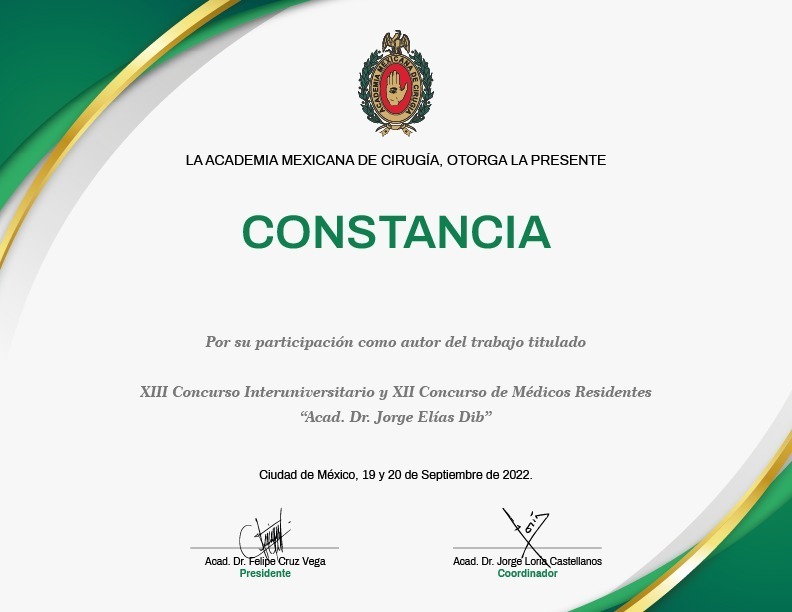 ACADEMIA MEXICANA DE CIRUGÍA
LA ACADEMIA MEXICANA DE CIRUGÍA, OTORGA LA PRESENTE
CONSTANCIA
Por su participación como autor del trabajo titulado
XIII Concurso Interuniversitario y XII Concurso de Médicos Residentes
“Acad. Dr. Jorge Elías Dib”
Ciudad de México, 19 y 20 de Septiembre de 2022.
Acad. Dr. Felipe Cruz Vega
Presidente
Acad. Dr. Jorge Loria Castellanos
Coordinador